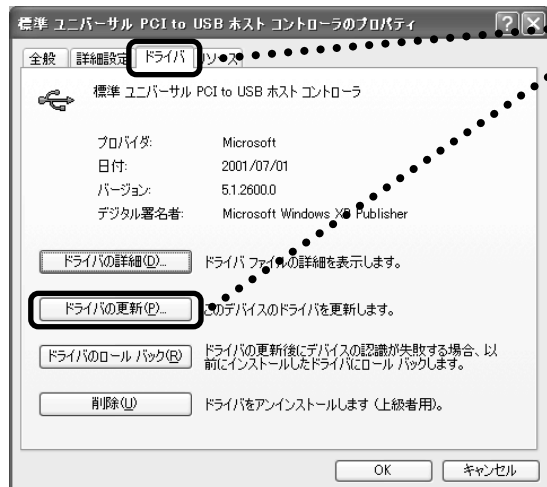 標準 ユニバーサル PCI to USB ホスト コントローラのプロパティ
全般 詳細設定 ドライバ リソース
標準 ユニバーサル PCI to USB ホスト コントローラ
プロバイダ: Microsoft
日付: 2001/07/01
バージョン: 5.1.2600.0
デジタル署名者: Microsoft Windows XP Publisher
ドライバの詳細(D)... ドライバ ファイルの詳細を表示します。
ドライバの更新(P)... このデバイスのドライバを更新します。
ドライバのロール バック(R) ドライバの更新後にデバイスの認識が失敗する場合、以
前にインストールしたドライバにロール バックします。
削除(U) ドライバをアンインストールします (上級者用)。
OK キャンセル